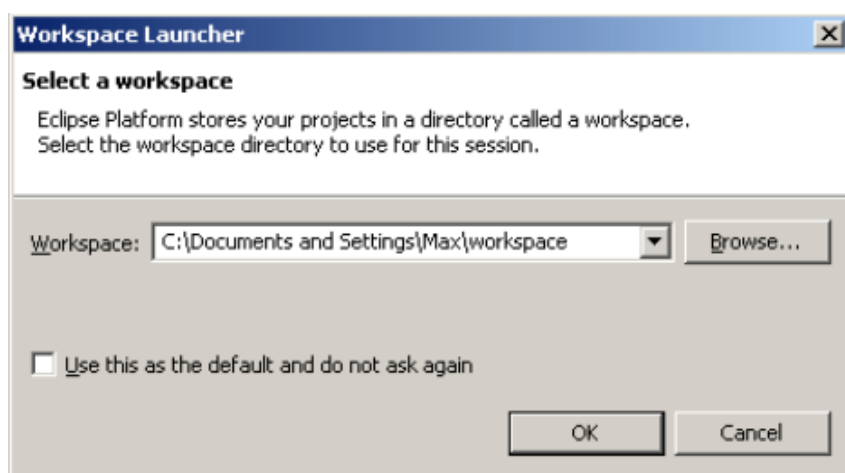 Workspace Launcher
Select a workspace
Eclipse Platform stores your projects in a directory called a workspace.
Select the workspace directory to use for this session.
Workspace: C:\Documents and Settings\Max\workspace Browse...
Use this as the default and do not ask again
OK Cancel